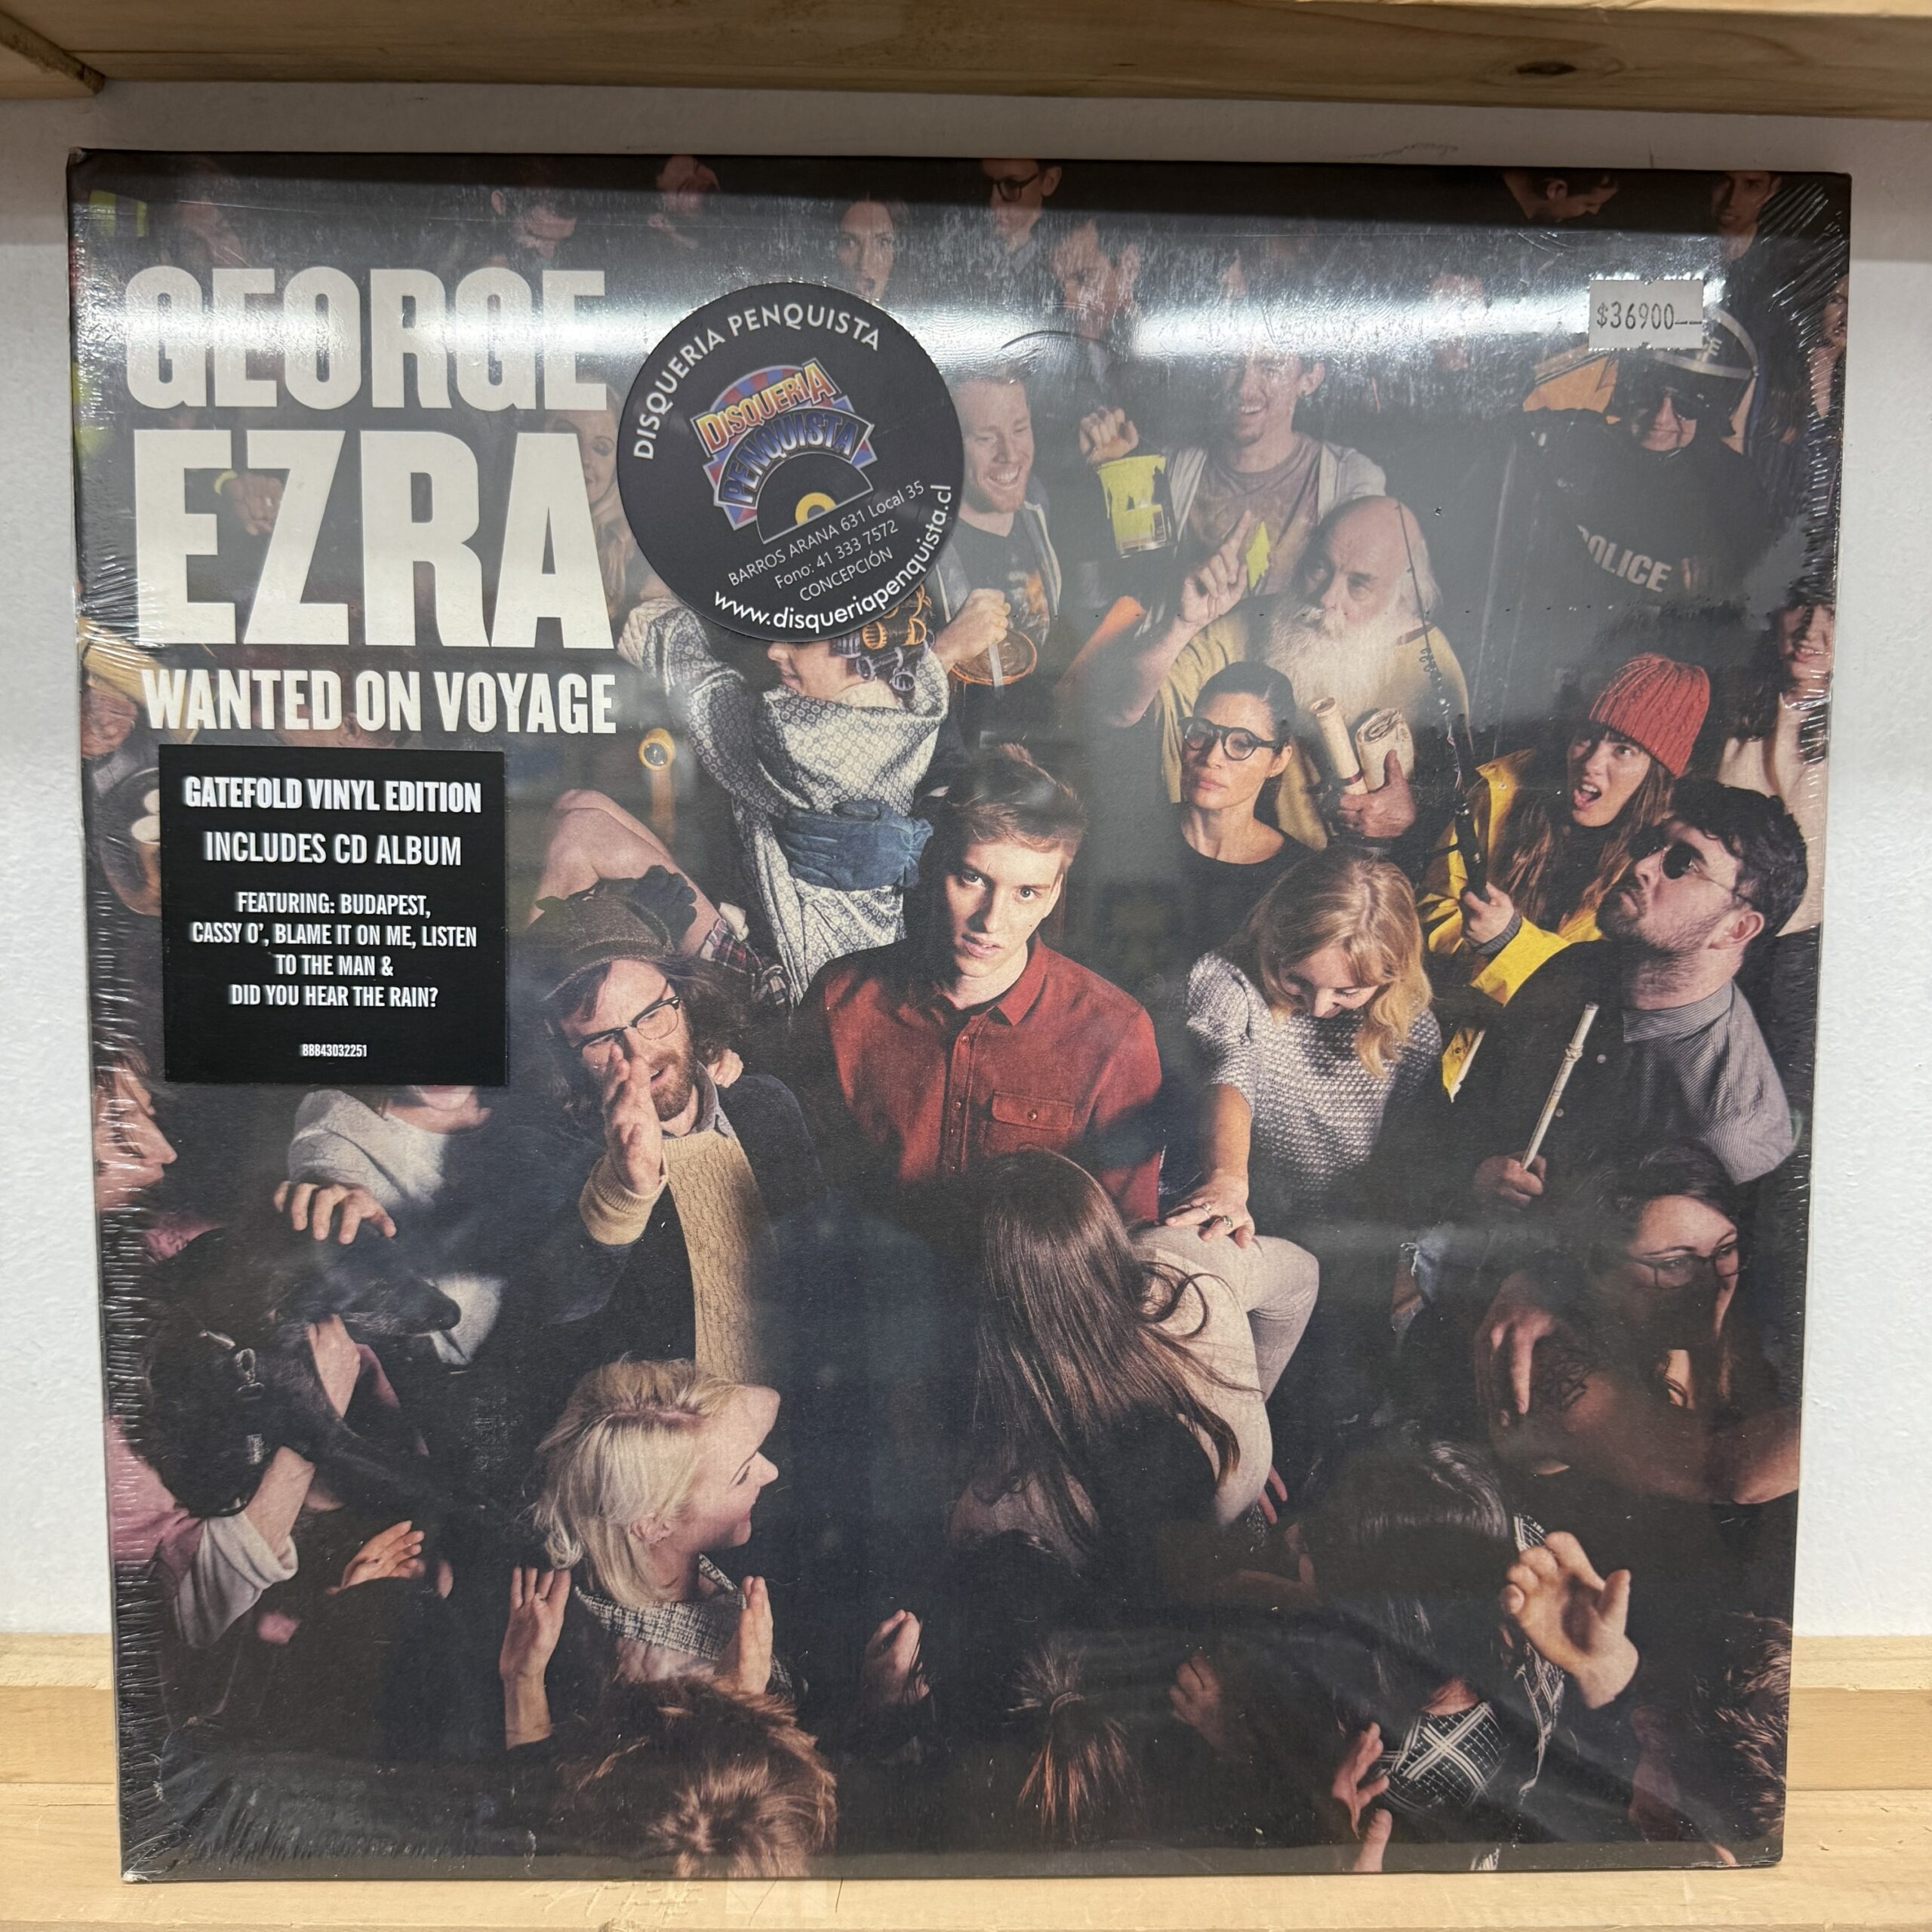 GEORGE
EZRA
WANTED ON VOYAGE
GATEFOLD VINYL EDITION
INCLUDES CD ALBUM
FEATURING: BUDAPEST,
CASSY O', BLAME IT ON ME, LISTEN
TO THE MAN &
DID YOU HEAR THE RAIN?
88843032251
DISQUERÍA PENQUISTA
DISQUERIA
PENQUISTA
BARROS ARANA 631 Local 35
Fono: 41 333 7572
CONCEPCIÓN
www.disqueriapenquista.cl
$36900--
POLICE